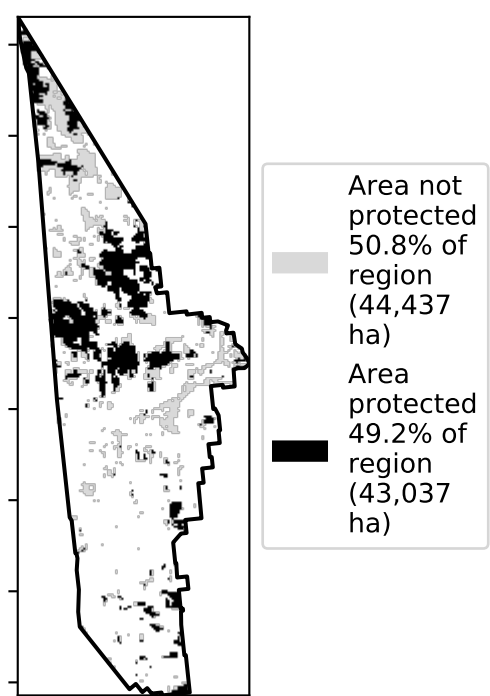 Area not
protected
50.8% of
region
(44,437
ha)
Area
protected
49.2% of
region
(43,037
ha)